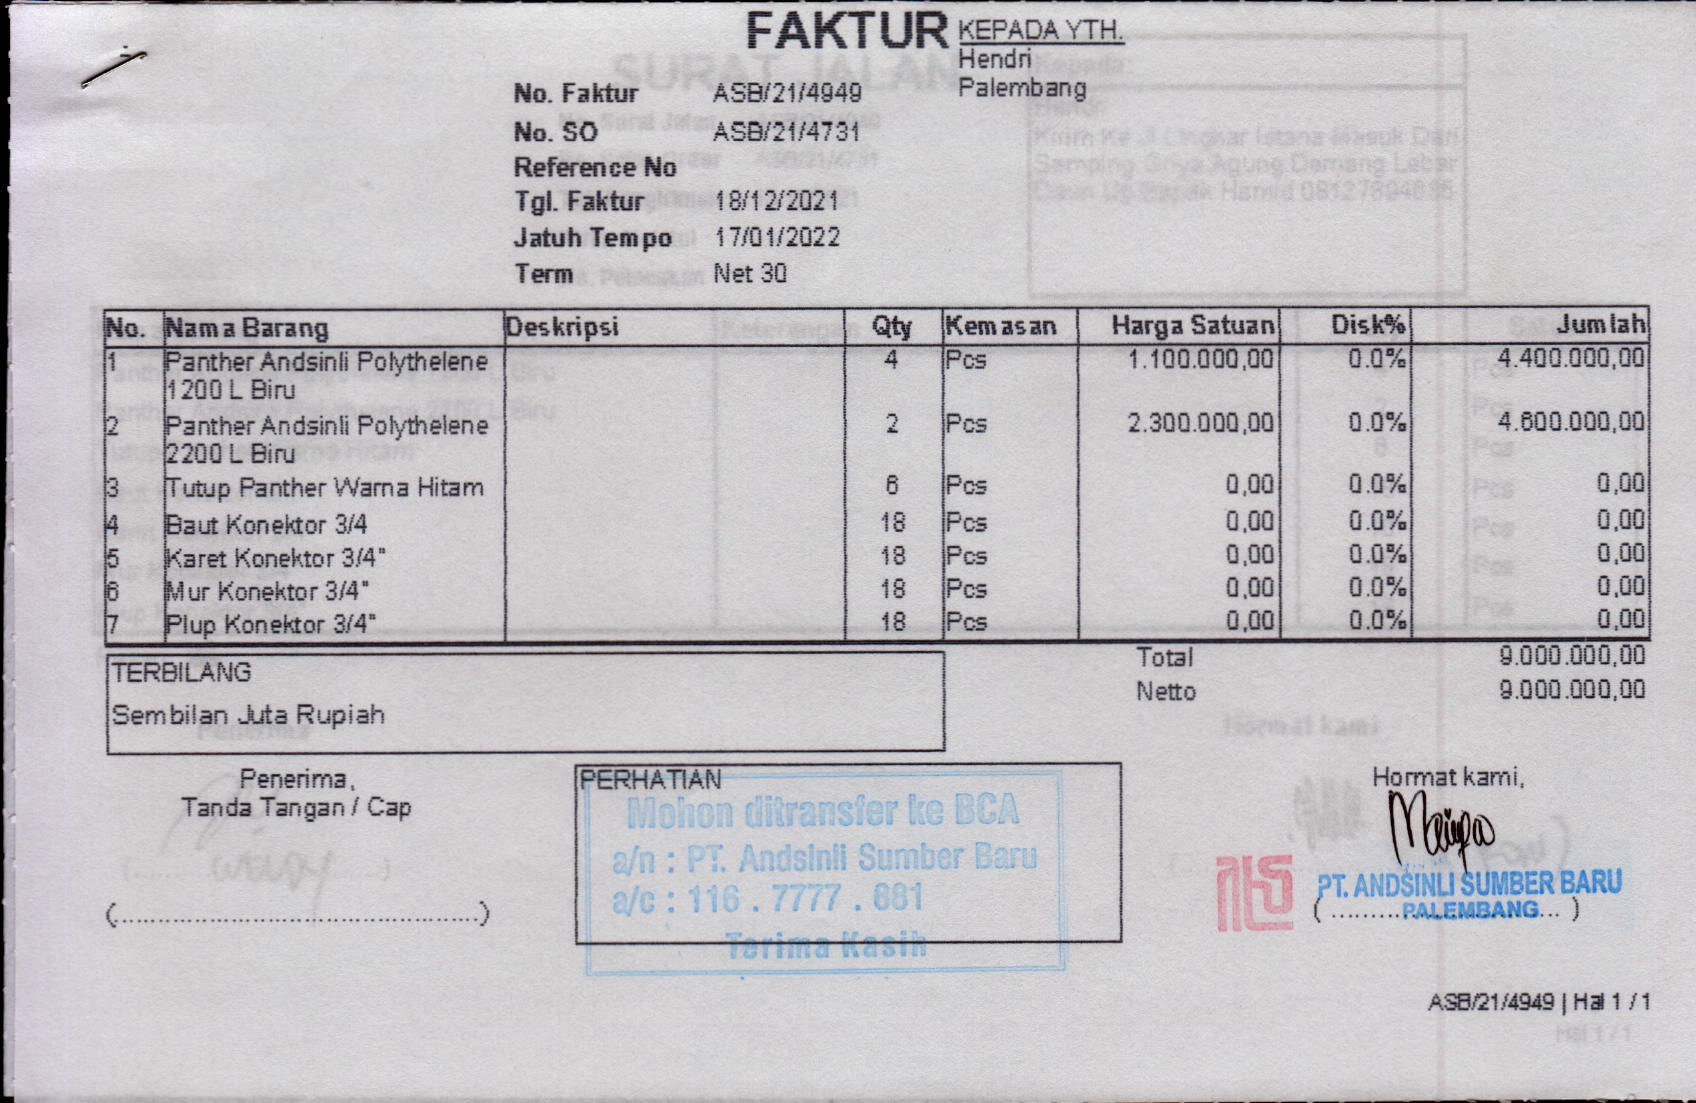 FAKTUR
KEPADA YTH.
Hendri
Palembang
No. Faktur ASB/21/4949
No. SO ASB/21/4731
Reference No
Tgl. Faktur 18/12/2021
Jatuh Tempo 17/01/2022
Term Net 30
No. Nama Barang Deskripsi Qty Kemasan Harga Satuan Disk% Jumlah
1 Panther Andsinli Polythelene 4 Pcs 1.100.000,00 0.0% 4.400.000,00
1200 L Biru
2 Panther Andsinli Polythelene 2 Pcs 2.300.000,00 0.0% 4.600.000,00
2200 L Biru
3 Tutup Panther Warna Hitam 6 Pcs 0,00 0.0% 0,00
4 Baut Konektor 3/4 18 Pcs 0,00 0.0% 0,00
5 Karet Konektor 3/4" 18 Pcs 0,00 0.0% 0,00
6 Mur Konektor 3/4" 18 Pcs 0,00 0.0% 0,00
7 Plup Konektor 3/4" 18 Pcs 0,00 0.0% 0,00
Total 9.000.000,00
Netto 9.000.000,00
TERBILANG
Sembilan Juta Rupiah
Penerima,
Tanda Tangan / Cap
(................................................)
PERHATIAN
Mohon ditransfer ke BCA
a/n : PT. Andsinli Sumber Baru
a/c : 116 . 7777 . 881
Terima Kasih
Hormat kami,
PT. ANDSINLI SUMBER BARU
PALEMBANG
ASB/21/4949 | Hal 1 / 1